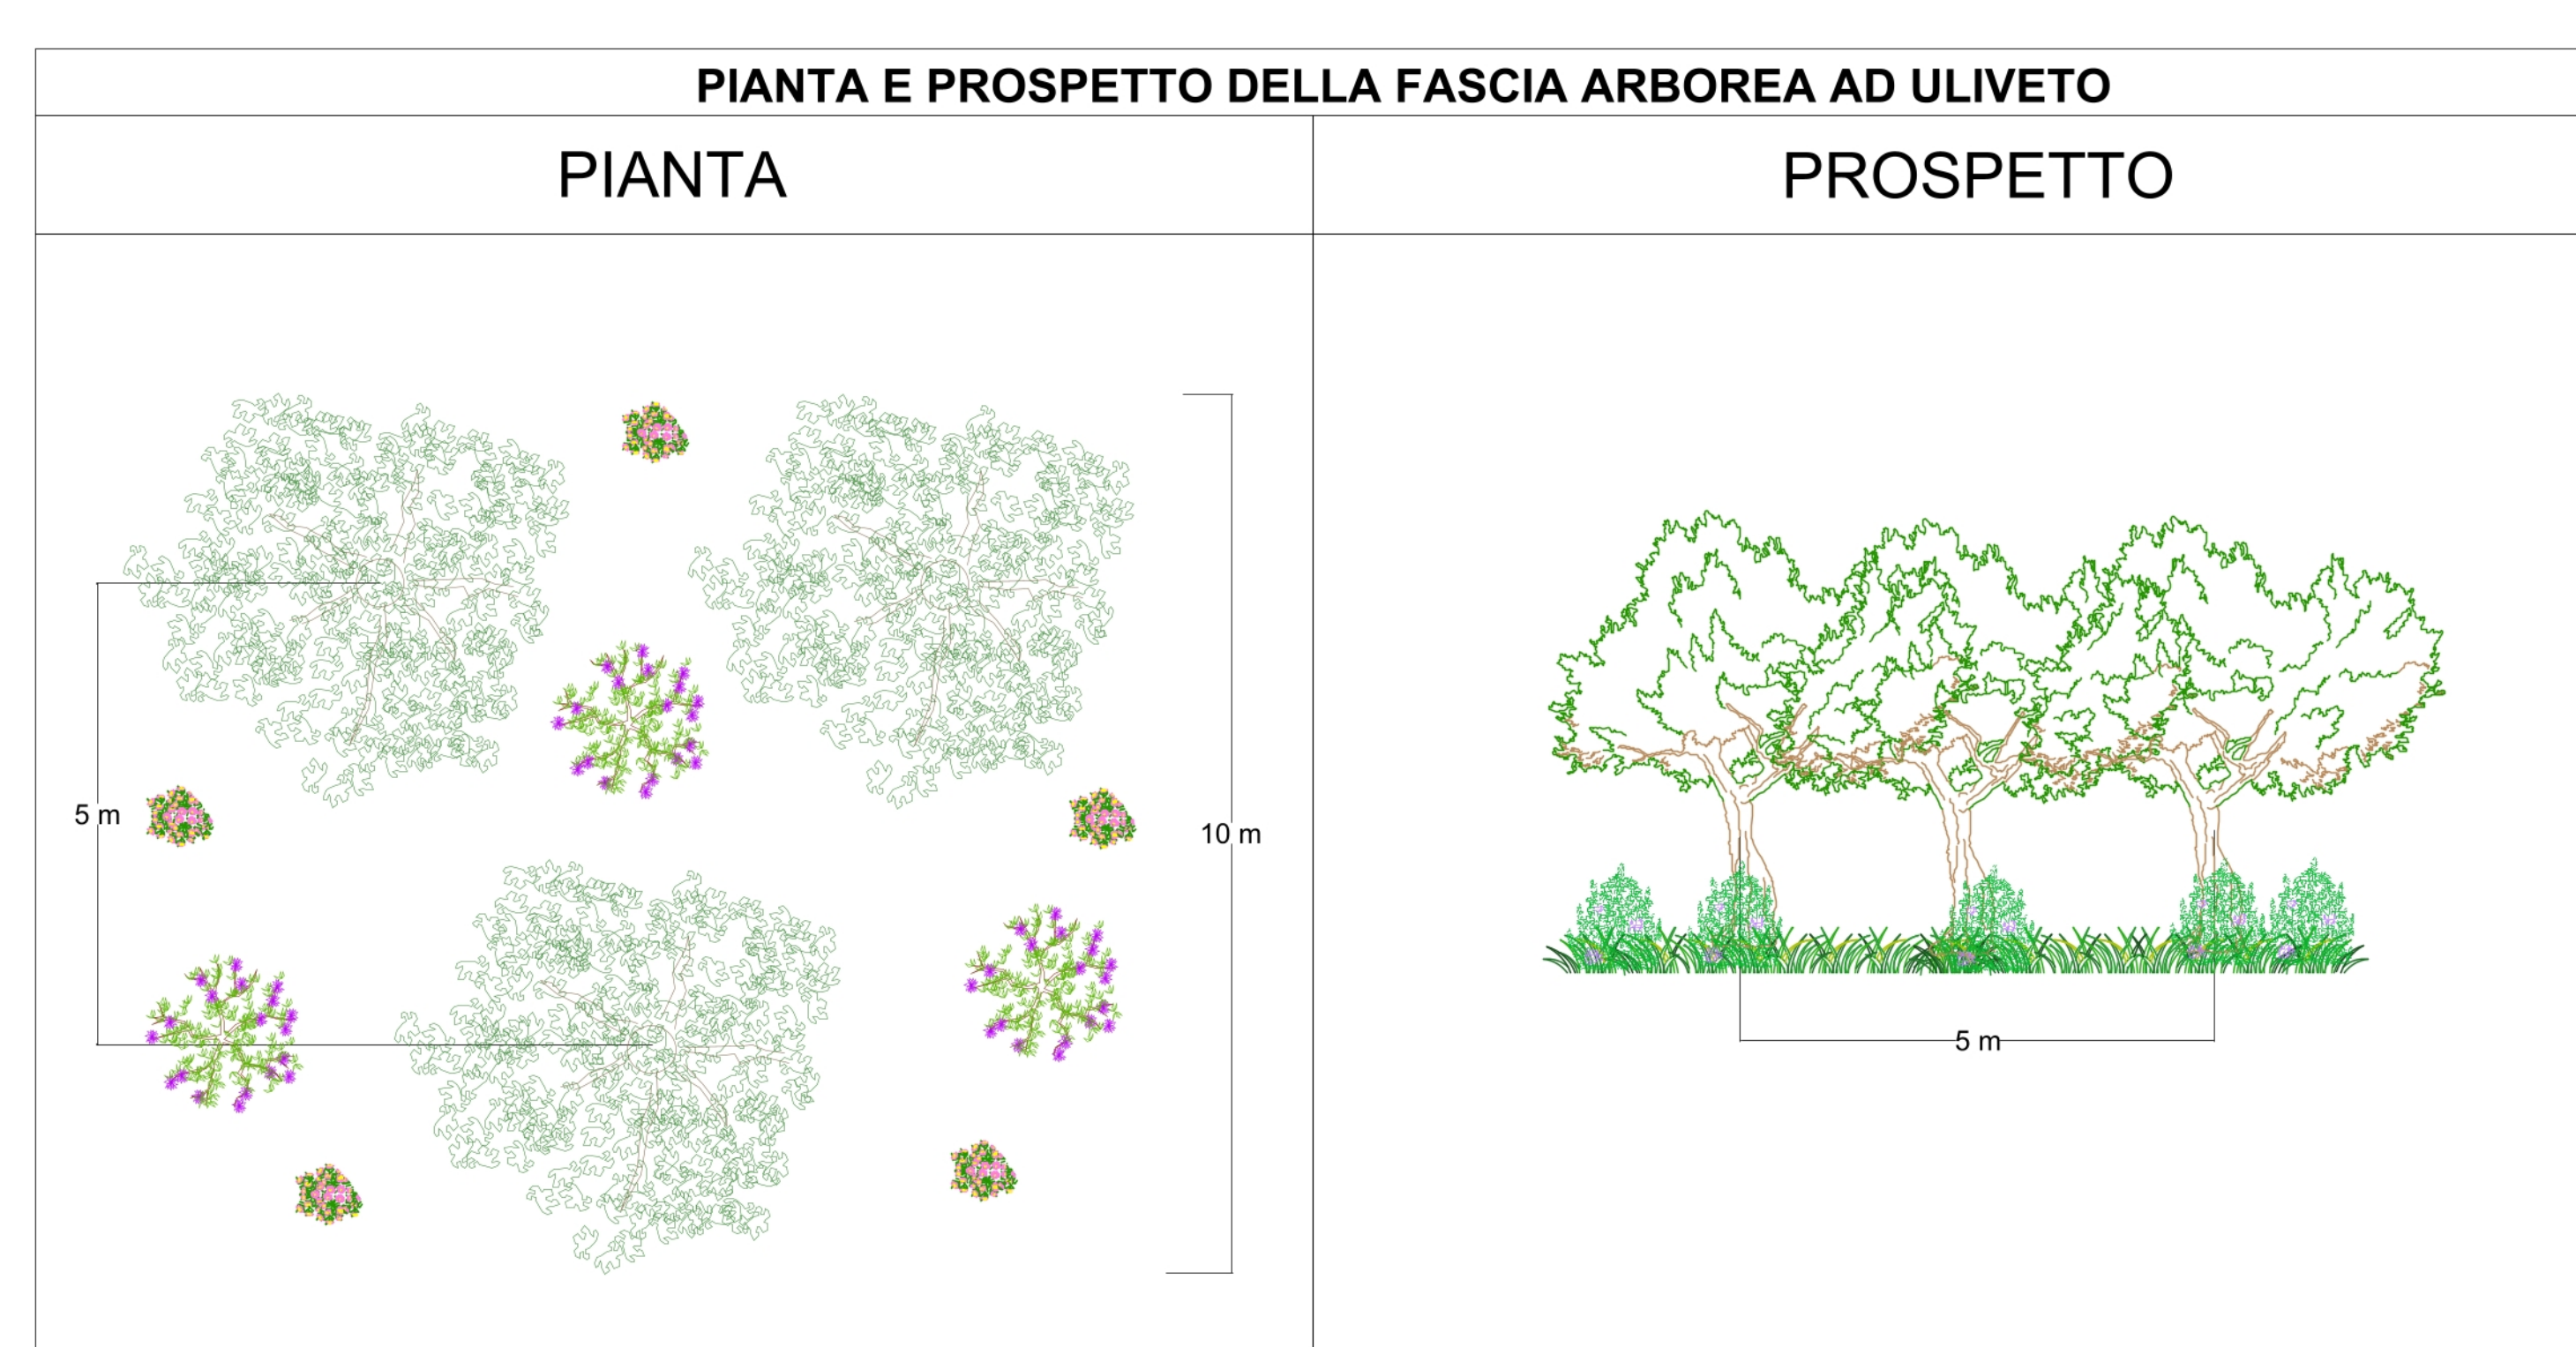 PIANTA E PROSPETTO DELLA FASCIA ARBOREA AD ULIVETO
PIANTA
PROSPETTO
5 m
10 m
5 m